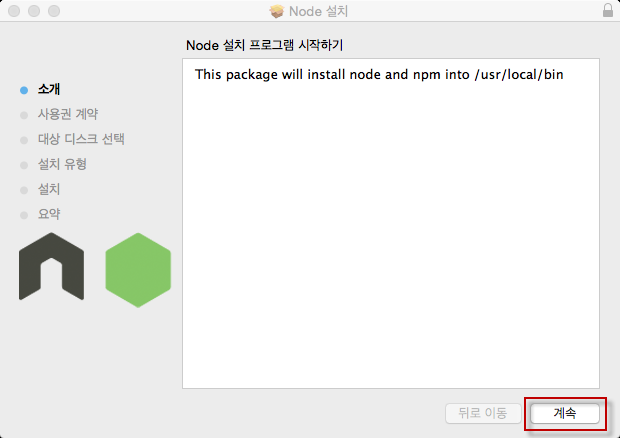 Node 설치
Node 설치 프로그램 시작하기
This package will install node and npm into /usr/local/bin
소개
사용권 계약
대상 디스크 선택
설치 유형
설치
요약
뒤로 이동
계속